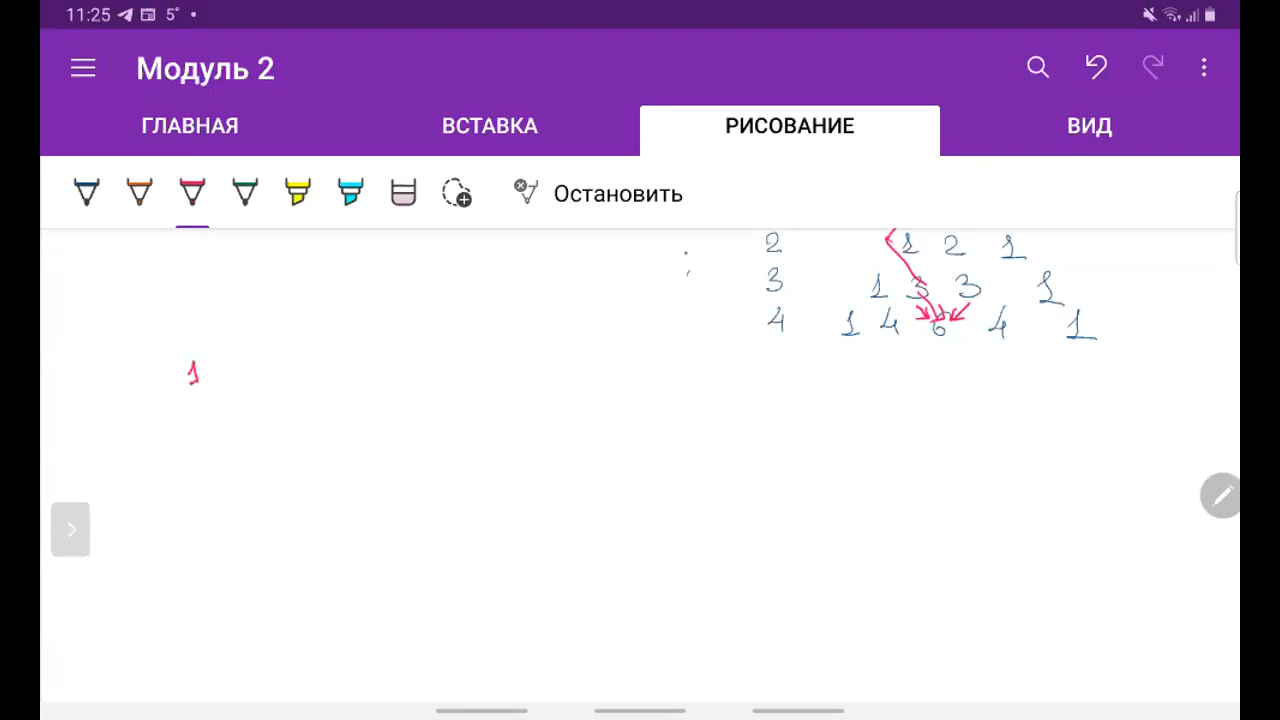 11:25 5°
Модуль 2
ГЛАВНАЯ ВСТАВКА РИСОВАНИЕ ВИД
Остановить
2 1 2 1
3 1 3 3 1
4 1 4 6 4 1
1